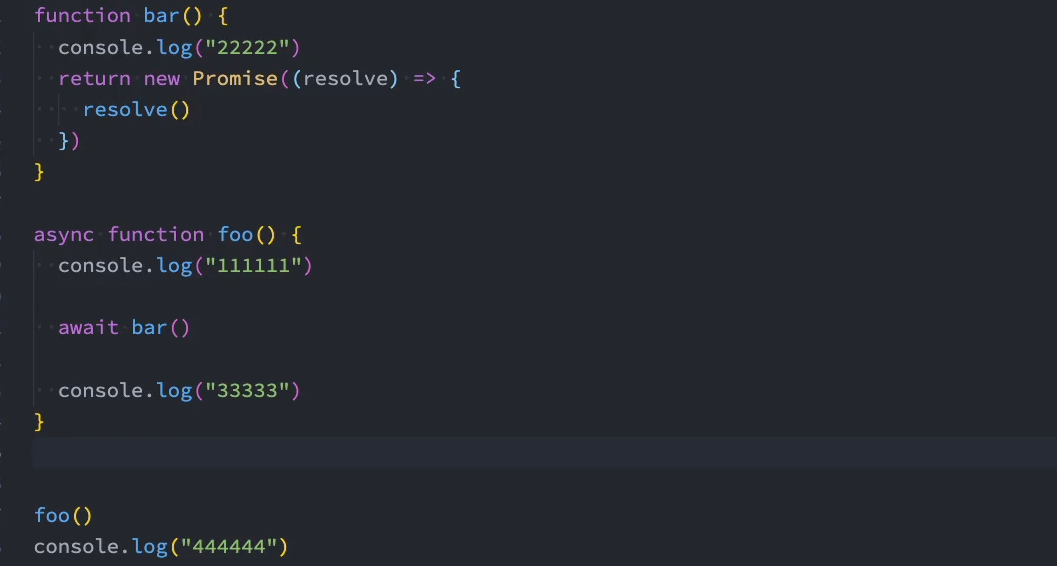 function bar() {
console.log("22222")
return new Promise((resolve) => {
resolve()
})
}
async function foo() {
console.log("111111")
await bar()
console.log("33333")
}
foo()
console.log("444444")